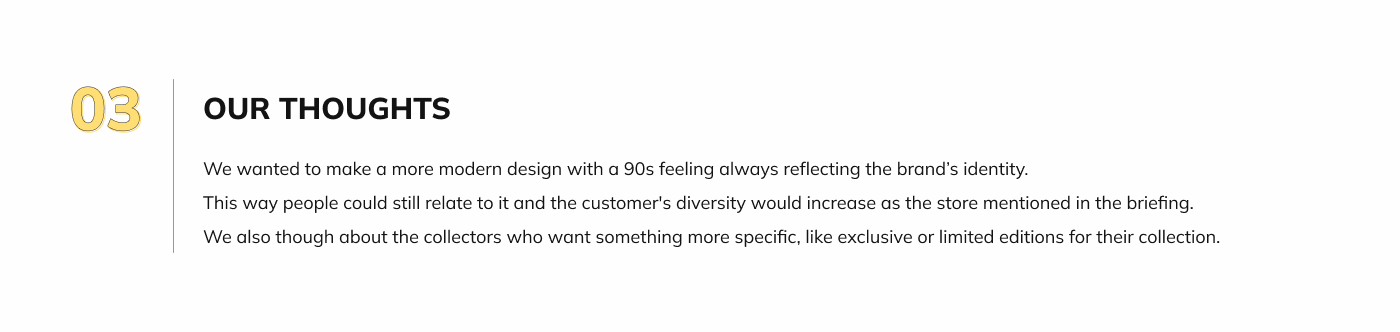 03
OUR THOUGHTS
We wanted to make a more modern design with a 90s feeling always reflecting the brand’s identity.
This way people could still relate to it and the customer's diversity would increase as the store mentioned in the briefing.
We also though about the collectors who want something more specific, like exclusive or limited editions for their collection.